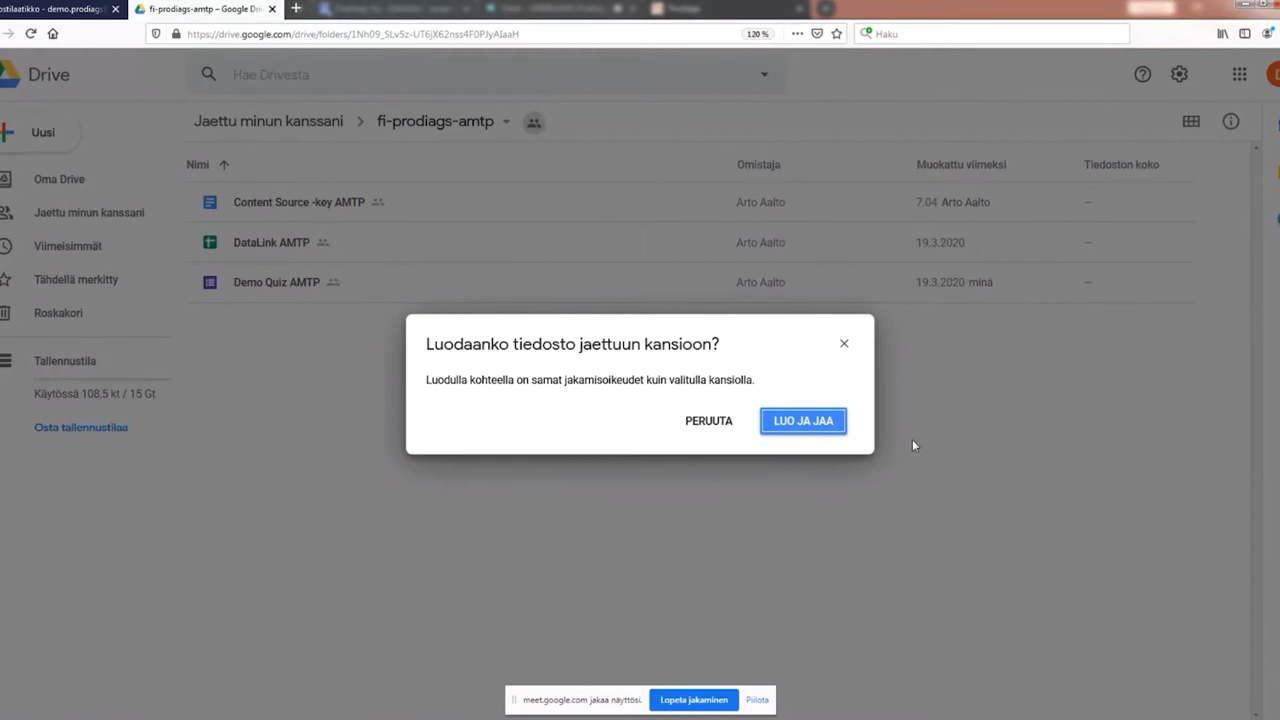 ostilaatikko - demo.prodiags
fi-prodiags-amtp – Google Dri
https://drive.google.com/drive/folders/1Nh09_SLv5z-UT6jX62nss4F0PJyAIaaH
120 %
Haku
Drive
Hae Drivesta
Uusi
Jaettu minun kanssani
fi-prodiags-amtp
Nimi
Omistaja
Muokattu viimeksi
Tiedoston koko
Oma Drive
Jaettu minun kanssani
Viimeisimmät
Tähdellä merkitty
Roskakori
Tallennustila
Käytössä 108,5 kt / 15 Gt
Osta tallennustilaa
Content Source -key AMTP
Arto Aalto
7.04 Arto Aalto
–
DataLink AMTP
Arto Aalto
19.3.2020
–
Demo Quiz AMTP
Arto Aalto
19.3.2020 minä
–
Luodaanko tiedosto jaettuun kansioon?
Luodulla kohteella on samat jakamisoikeudet kuin valitulla kansiolla.
PERUUTA
LUO JA JAA
meet.google.com jakaa näyttösi.
Lopeta jakaminen
Piilota